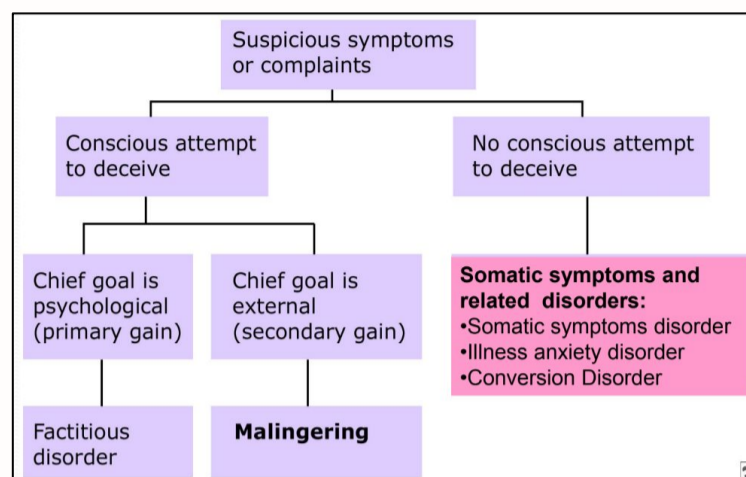 Suspicious symptoms
or complaints
Conscious attempt
to deceive
No conscious attempt
to deceive
Chief goal is
psychological
(primary gain)
Chief goal is
external
(secondary gain)
Somatic symptoms and
related disorders:
•Somatic symptoms disorder
•Illness anxiety disorder
•Conversion Disorder
Factitious
disorder
Malingering